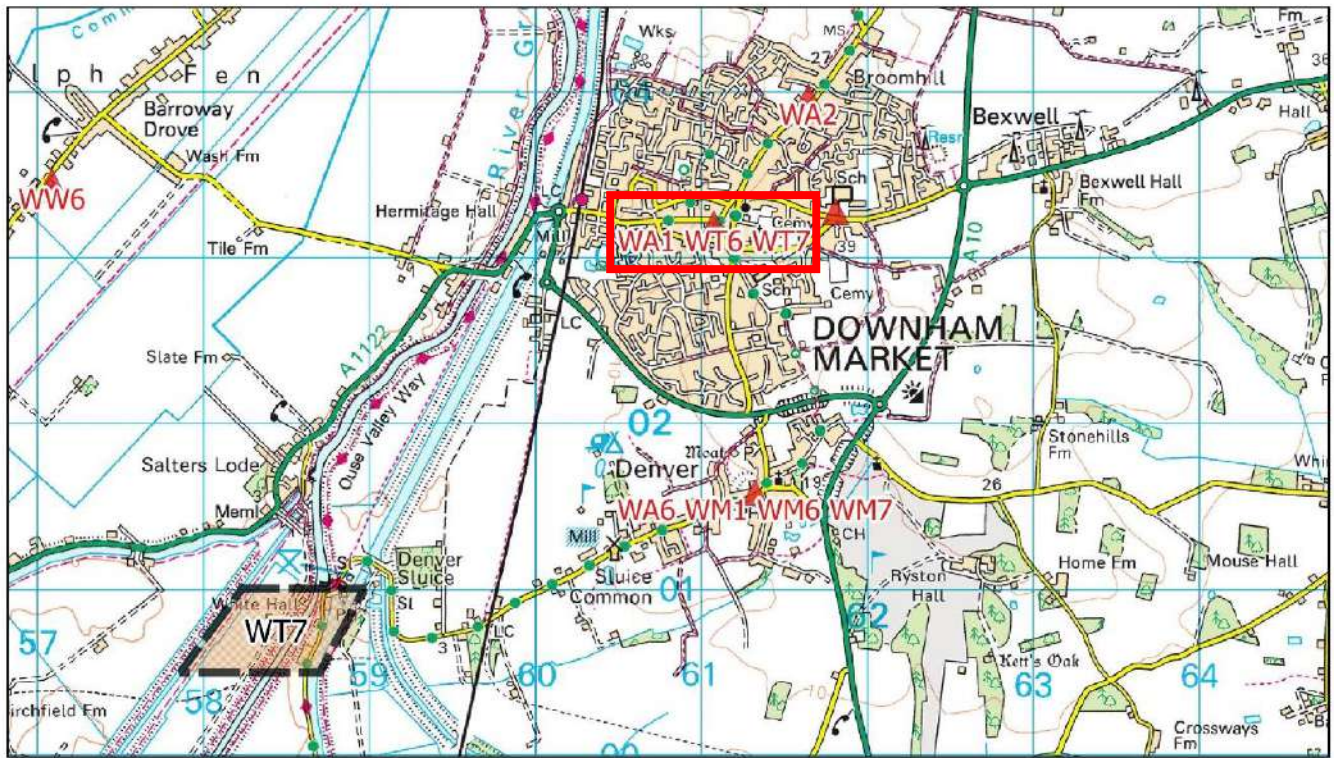 Wks
MS
27
Fm
36
lph Fen
Broomhill
Barroway
Drove
WA2
Bexwell
Hall
River Gr
Wash Fm
Resr
WW6
LC
Sch
Bexwell Hall
Fm
Hermitage Hall
Cemy
Mill
WA1 WT6 WT7
39
Tile Fm
A10
Sch
Cemy
LC
DOWNHAM
MARKET
Slate Fm
A1122
Ouse Valley Way
02
Stonehills
Fm
Moat
P
Salters Lode
Denver
19
26
Meml
WA6 WM1 WM6 WM7
Mill
CH
Denver
Sluice
Sluice
Common
Ryston
Hall
Home Fm
Mouse Hall
01
White Hall
St
62
57
WT7
LC
3
Kett's Oak
59
60
61
63
64
58
10
irchfield Fm
Crossways
Fm